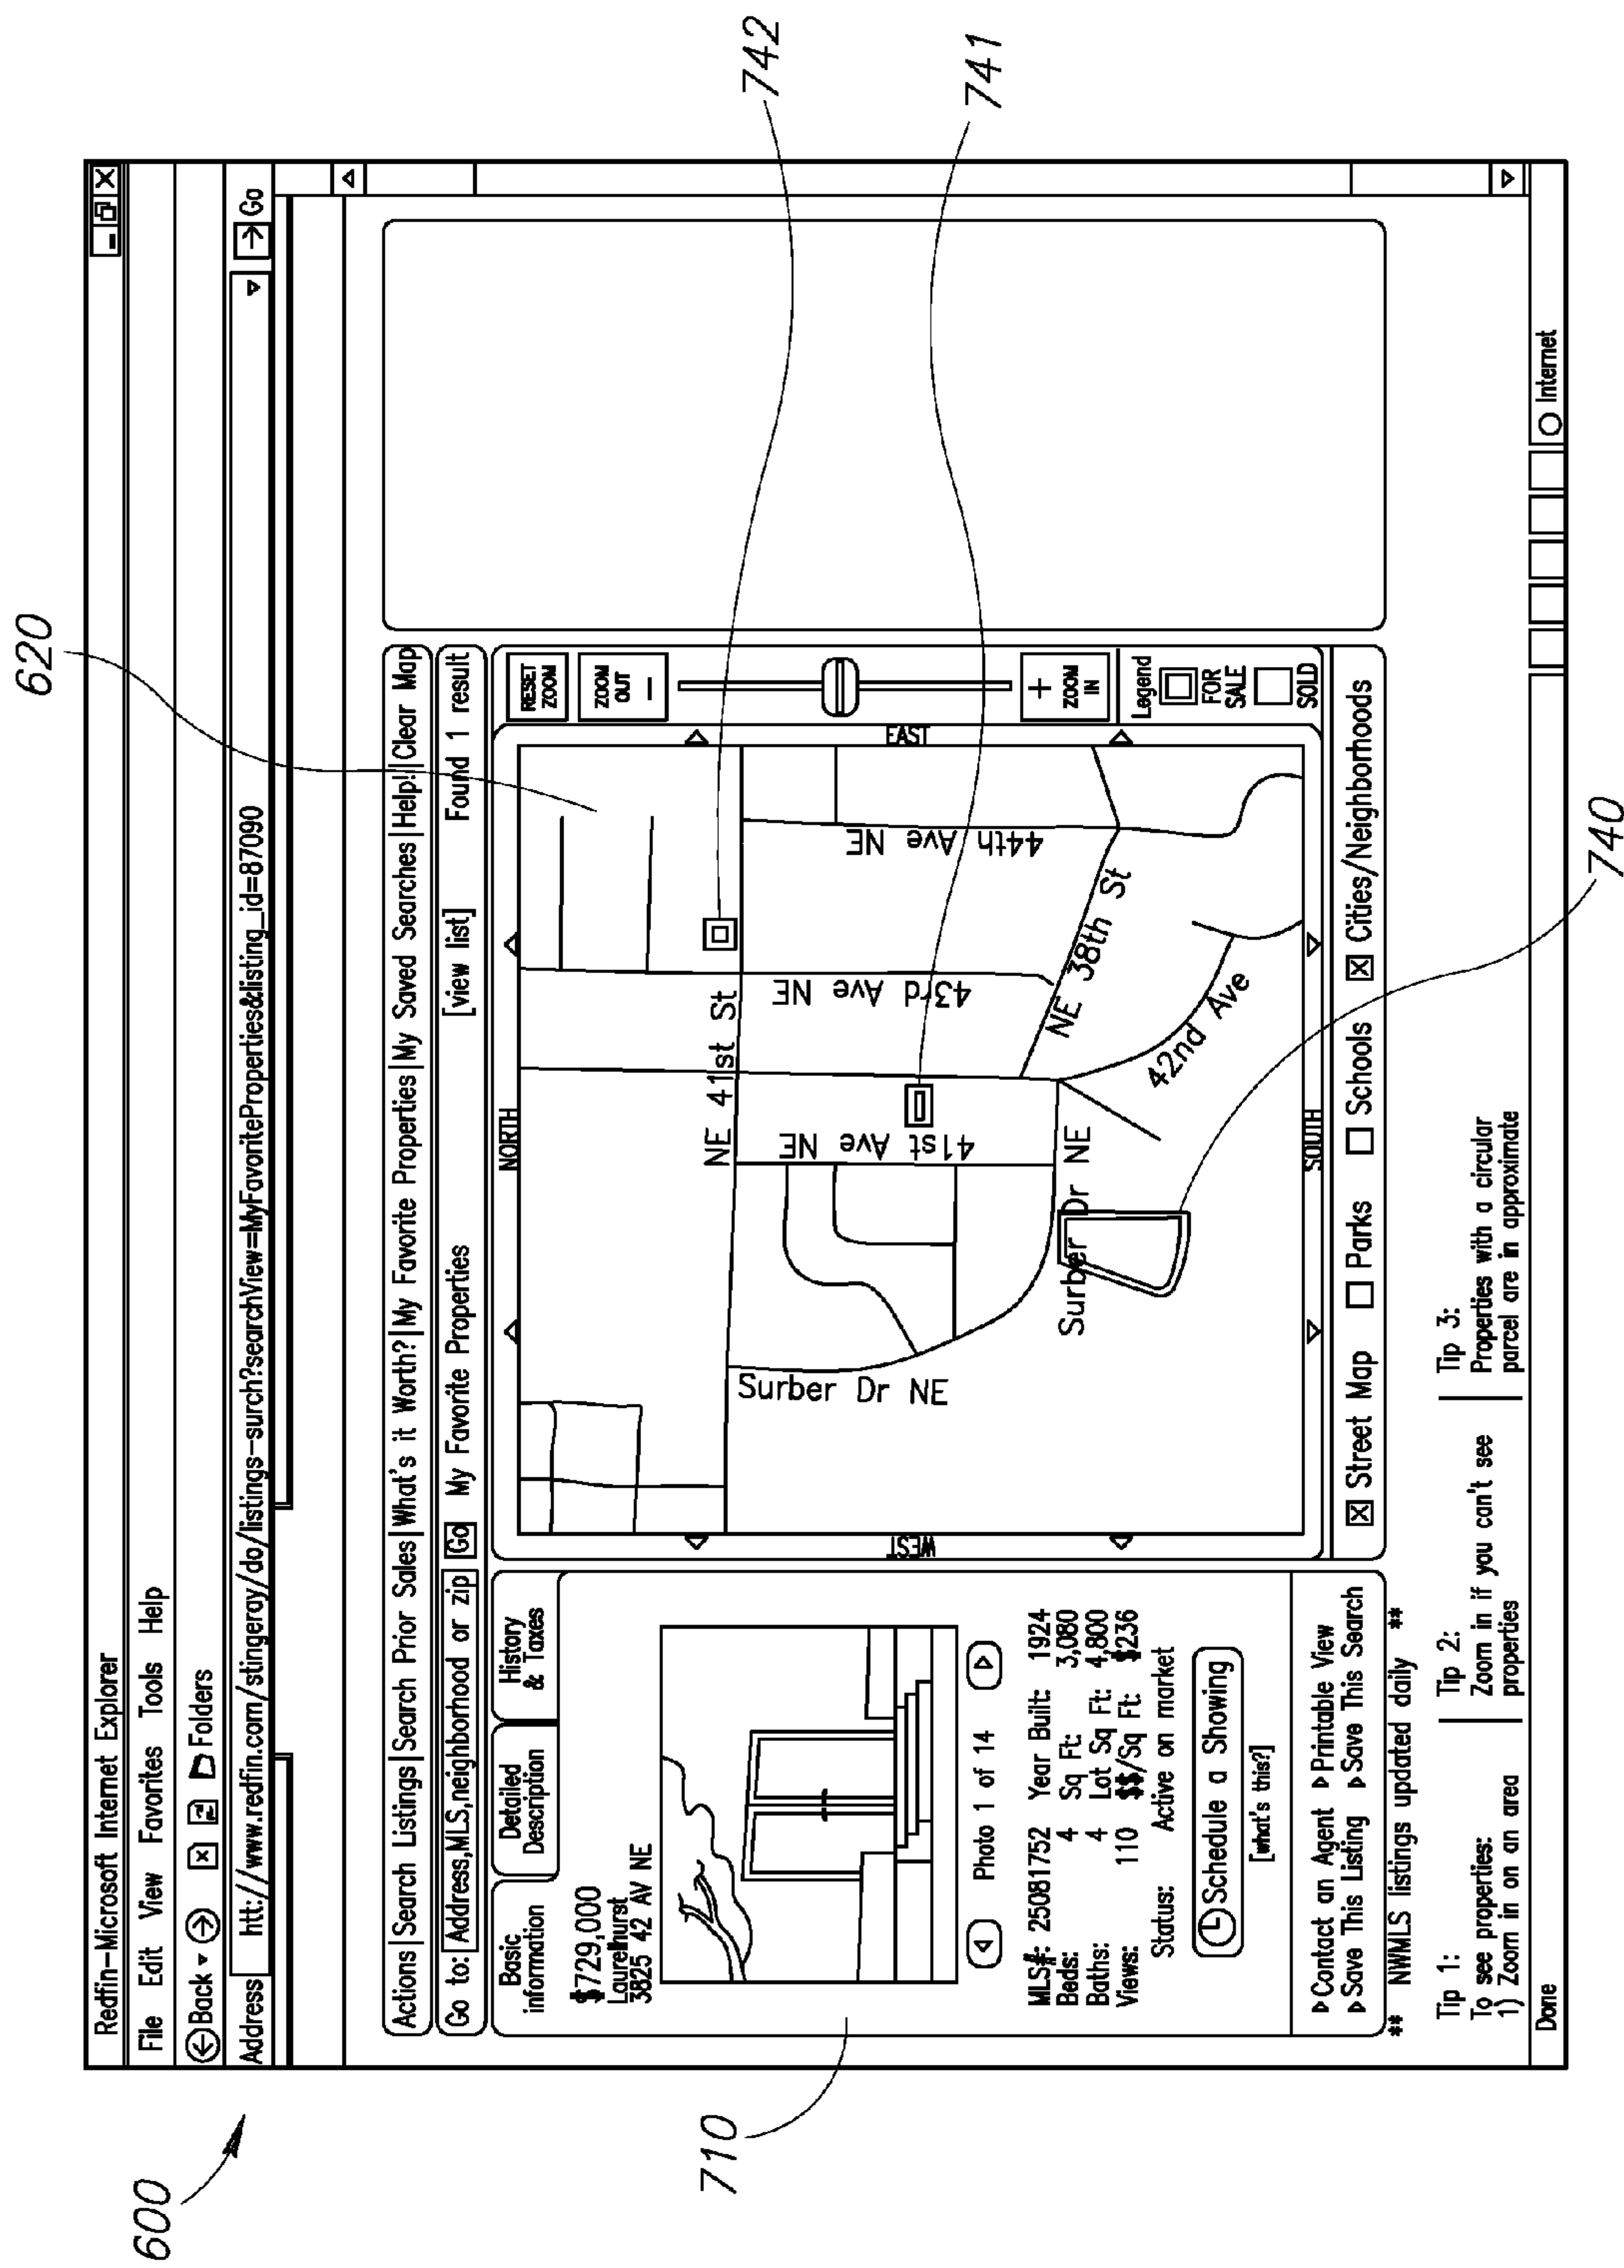 600
620
742
741
710
740
Redfin-Microsoft Internet Explorer
File Edit View Favorites Tools Help
Back Folders
Address htt://www.redfin.com/stingeray/do/listings-surch?searchView=MyFavoriteProperties&listing_id=87090 Go
Actions|Search Listings|Search Prior Sales|What's it Worth?|My Favorite Properties|My Saved Searches|Help!|Clear Map
Go to: Address,MLS,neighborhood or zip Go My Favorite Properties [view list] Found 1 result
Basic information
Detailed Description
History & Taxes
$729,000
Laurelhurst
3825 42 AV NE
Photo 1 of 14
MLS#: 25081752 Year Built: 1924
Beds: 4 Sq Ft: 3,080
Baths: 4 Lot Sq Ft: 4,800
Views: 110 $$/Sq Ft: $236
Status: Active on market
Schedule a Showing
[what's this?]
Contact an Agent Printable View
Save This Listing Save This Search
** NWMLS listings updated daily **
NORTH
WEST
EAST
SOUTH
NE 41st St
41st Ave NE
43rd Ave NE
44th Ave NE
NE 38th St
42nd Ave
Surber Dr NE
Surber Dr NE
RESET ZOOM
ZOOM OUT
−
+
ZOOM IN
Legend
FOR SALE
SOLD
Street Map Parks Schools Cities/Neighborhoods
Tip 1:
To see properties:
1) Zoom in on an area
Tip 2:
Zoom in if you can't see
properties
Tip 3:
Properties with a circular
parcel are in approximate
Done
Internet